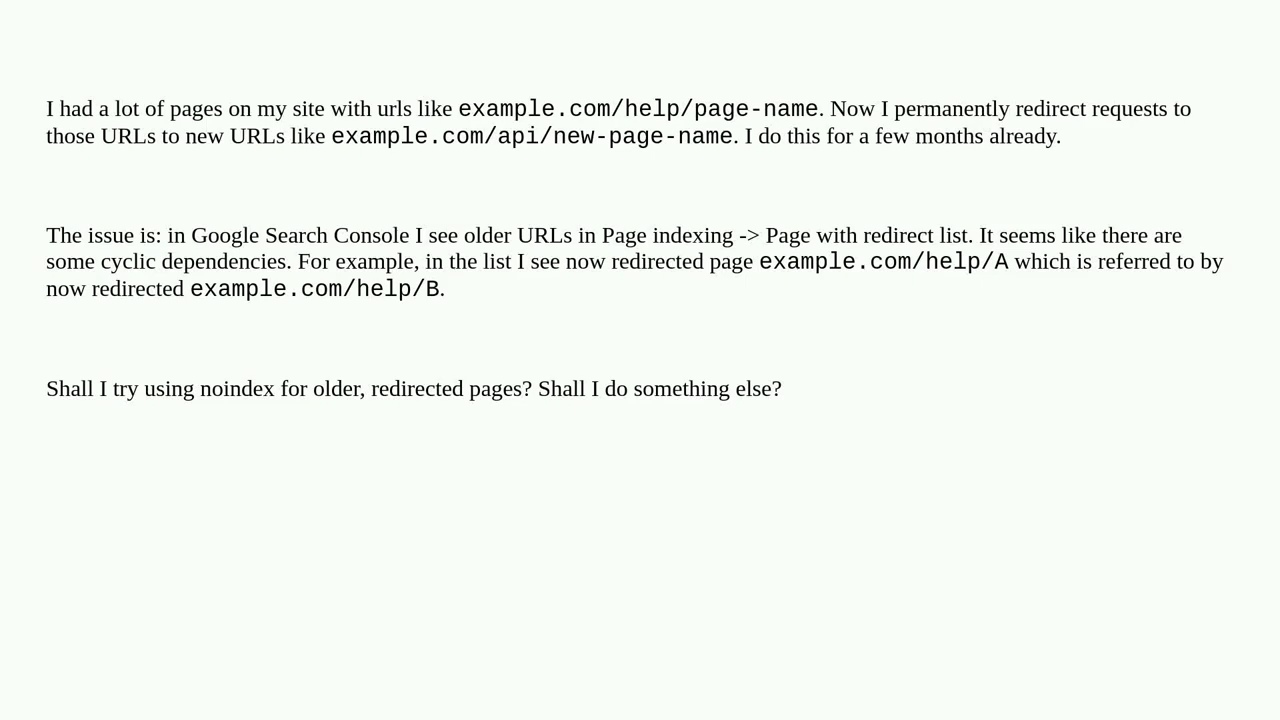 I had a lot of pages on my site with urls like example.com/help/page-name. Now I permanently redirect requests to
those URLs to new URLs like example.com/api/new-page-name. I do this for a few months already.
The issue is: in Google Search Console I see older URLs in Page indexing -> Page with redirect list. It seems like there are
some cyclic dependencies. For example, in the list I see now redirected page example.com/help/A which is referred to by
now redirected example.com/help/B.
Shall I try using noindex for older, redirected pages? Shall I do something else?